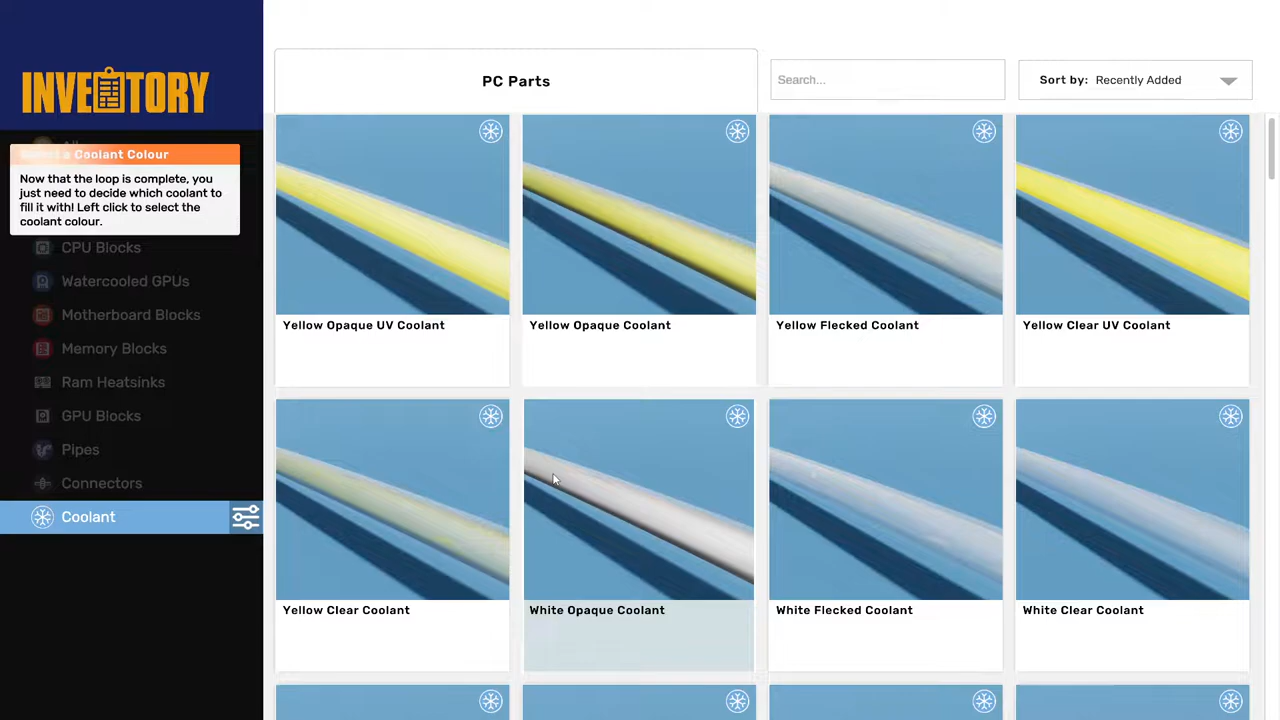 INVENTORY
PC Parts
Search...
Sort by: Recently Added
a Coolant Colour
Now that the loop is complete, you
just need to decide which coolant to
fill it with! Left click to select the
coolant colour.
CPU Blocks
Watercooled GPUs
Motherboard Blocks
Memory Blocks
Ram Heatsinks
GPU Blocks
Pipes
Connectors
Coolant
Yellow Opaque UV Coolant
Yellow Opaque Coolant
Yellow Flecked Coolant
Yellow Clear UV Coolant
Yellow Clear Coolant
White Opaque Coolant
White Flecked Coolant
White Clear Coolant